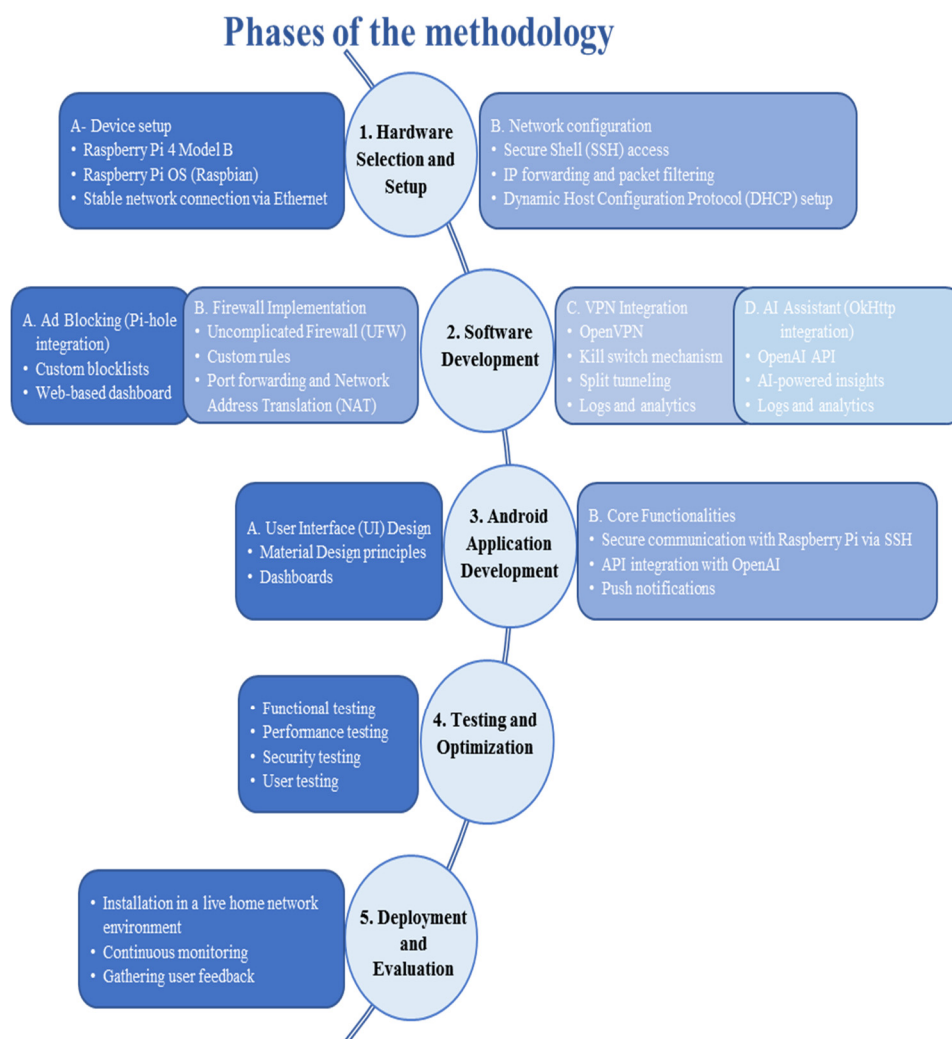 Phases of the methodology
A- Device setup
• Raspberry Pi 4 Model B
• Raspberry Pi OS (Raspbian)
• Stable network connection via Ethernet
1. Hardware
Selection and
Setup
B. Network configuration
• Secure Shell (SSH) access
• IP forwarding and packet filtering
• Dynamic Host Configuration Protocol (DHCP) setup
A. Ad Blocking (Pi-hole
integration)
• Custom blocklists
• Web-based dashboard
B. Firewall Implementation
• Uncomplicated Firewall (UFW)
• Custom rules
• Port forwarding and Network
Address Translation (NAT)
2. Software
Development
C. VPN Integration
• OpenVPN
• Kill switch mechanism
• Split tunneling
• Logs and analytics
D. AI Assistant (OkHttp
integration)
• OpenAI API
• AI-powered insights
• Logs and analytics
A. User Interface (UI) Design
• Material Design principles
• Dashboards
3. Android
Application
Development
B. Core Functionalities
• Secure communication with Raspberry Pi via SSH
• API integration with OpenAI
• Push notifications
• Functional testing
• Performance testing
• Security testing
• User testing
4. Testing and
Optimization
• Installation in a live home network
environment
• Continuous monitoring
• Gathering user feedback
5. Deployment
and
Evaluation